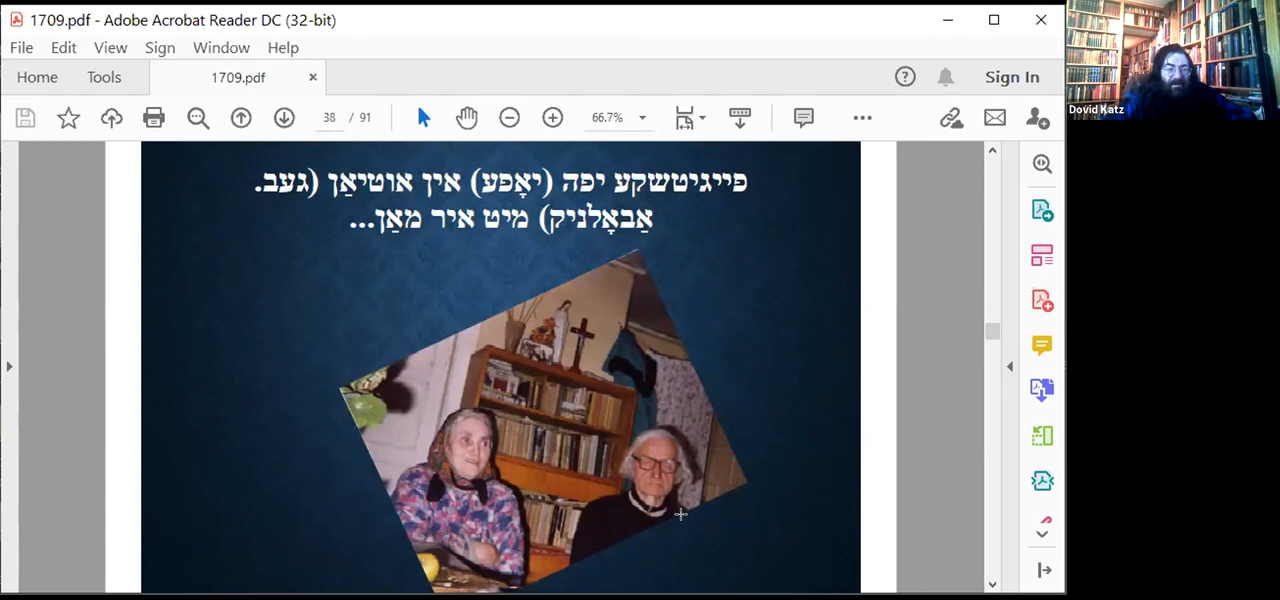 1709.pdf - Adobe Acrobat Reader DC (32-bit)
File Edit View Sign Window Help
Home Tools 1709.pdf × Sign In
38 / 91 66.7%
פייגיטשקע יפה (יאָפּע) אין אוטיאַן (געב.
אַבאָלניק) מיט איר מאַן...
Dovid Katz